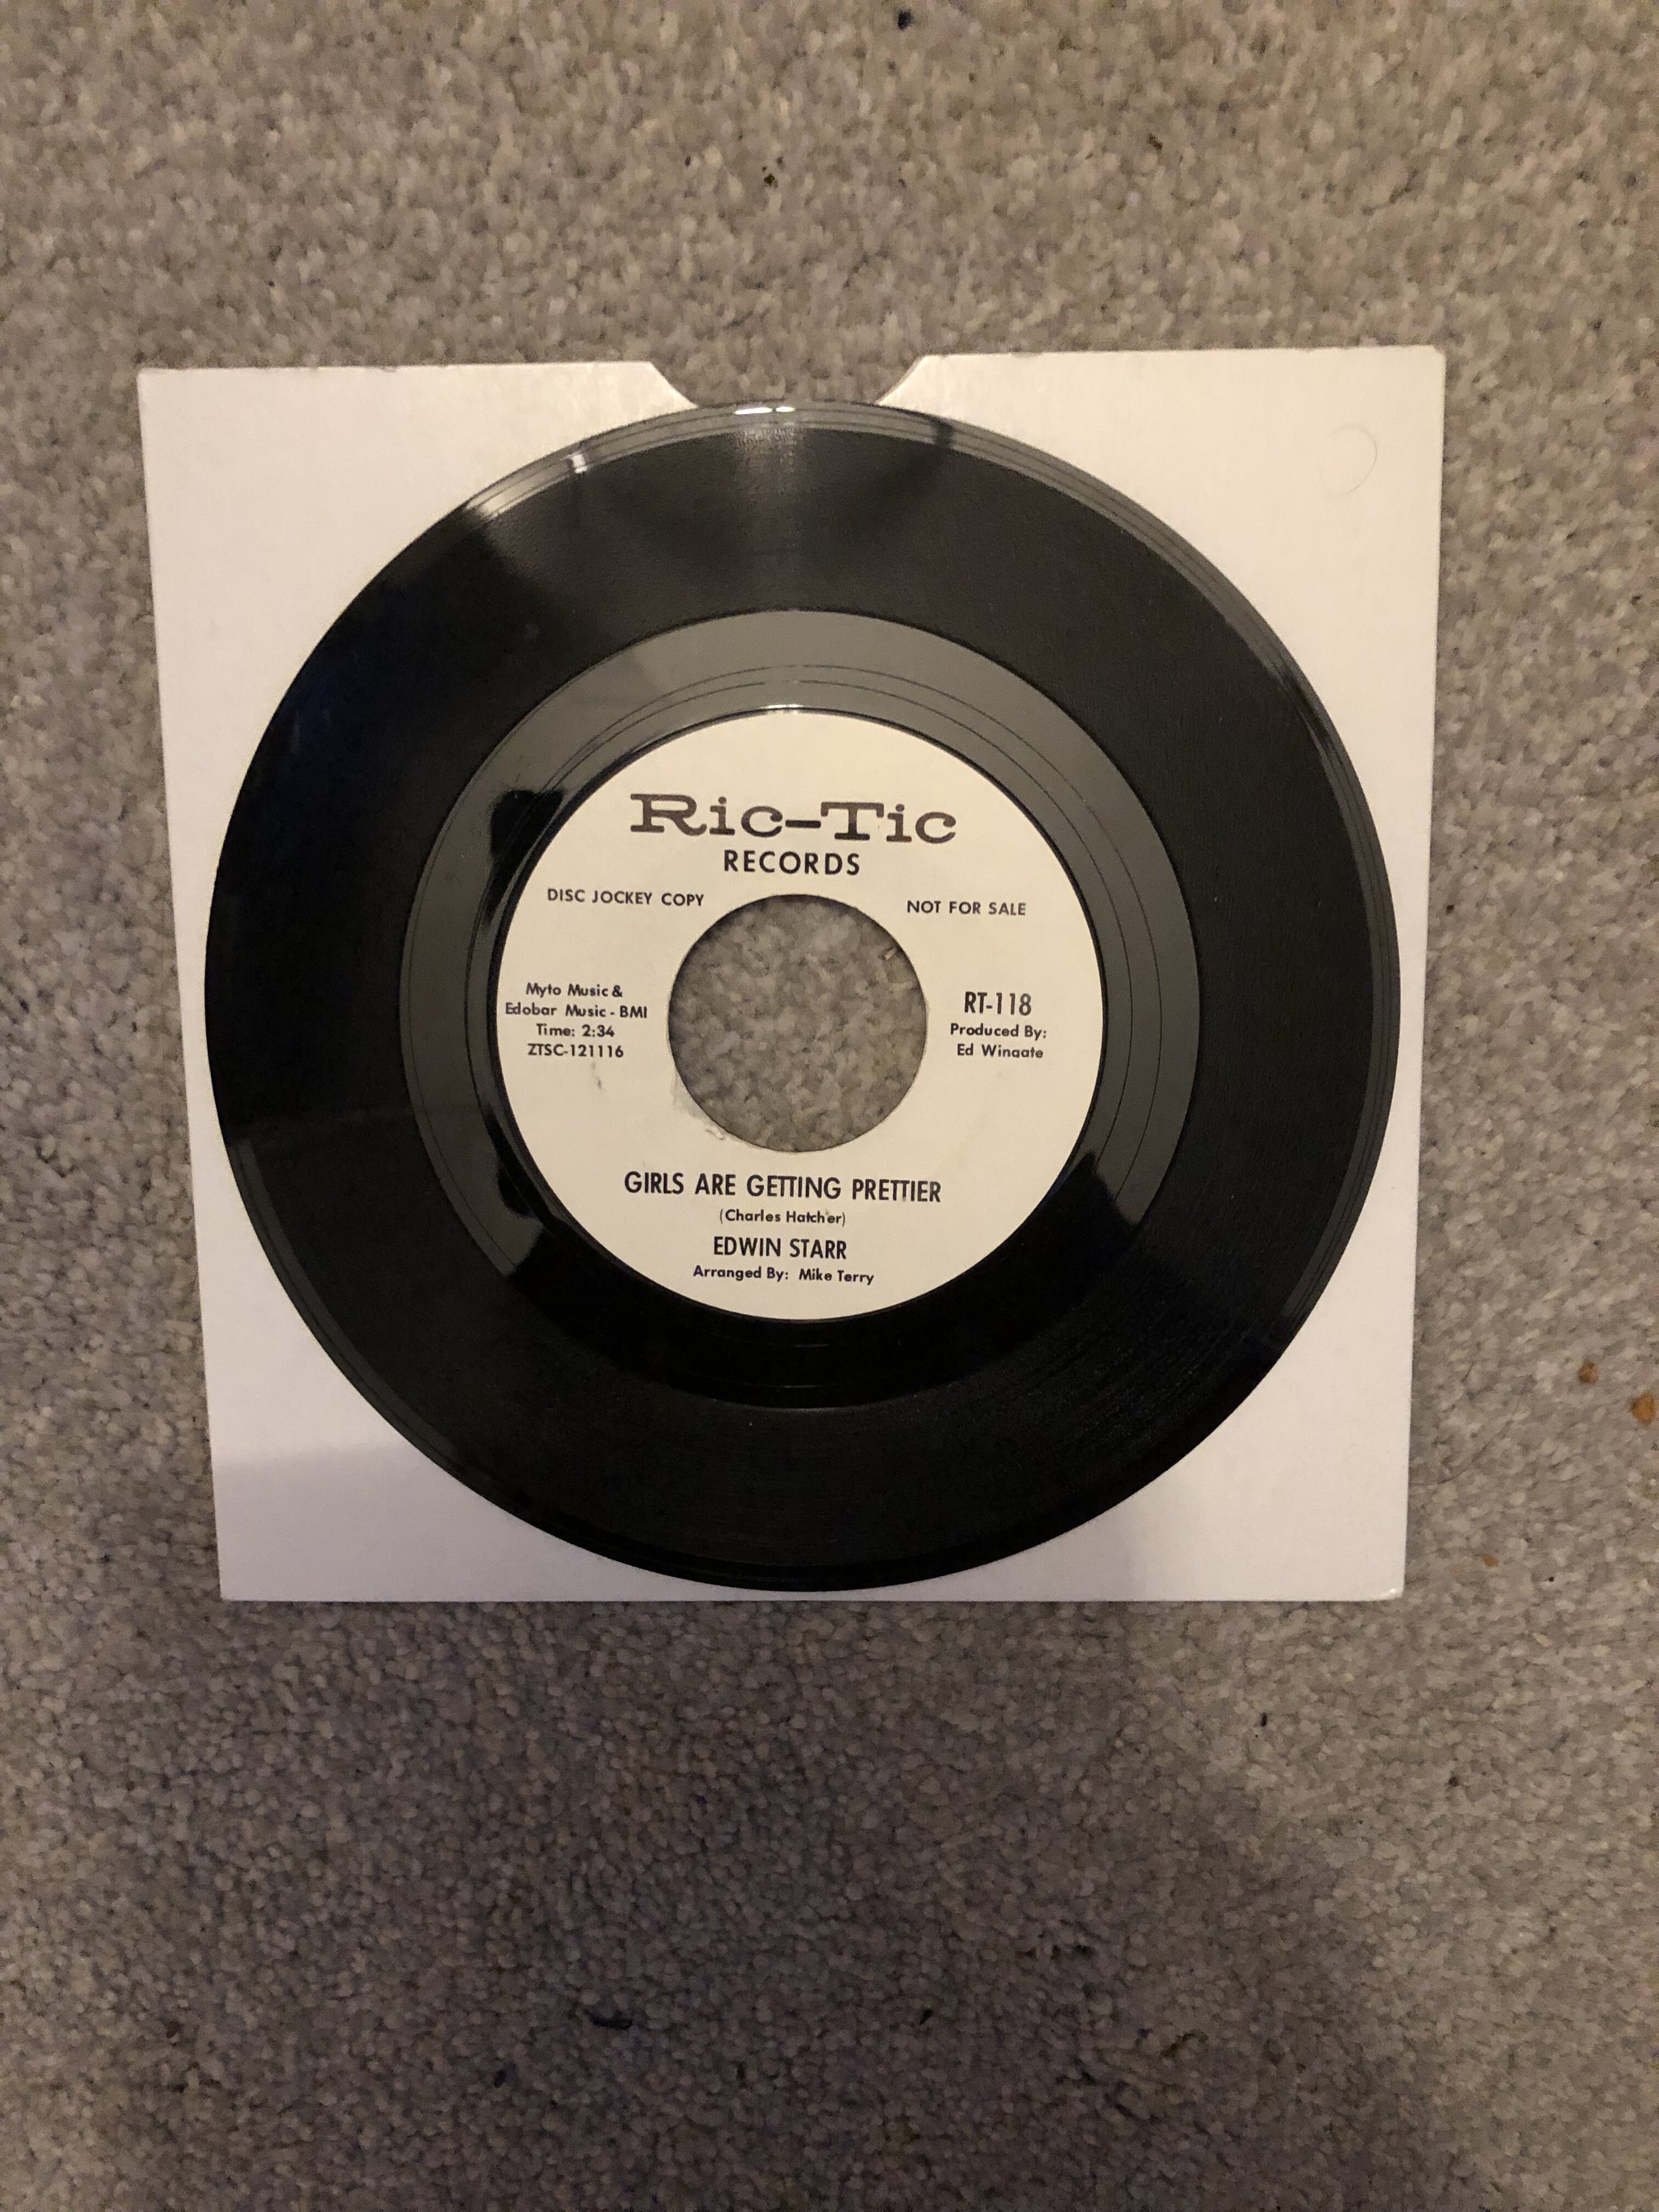 Ric-Tic
RECORDS
DISC JOCKEY COPY
NOT FOR SALE
Myto Music &
Edobar Music - BMI
Time: 2:34
ZTSC-121116
RT-118
Produced By:
Ed Wingate
GIRLS ARE GETTING PRETTIER
(Charles Hatcher)
EDWIN STARR
Arranged By: Mike Terry